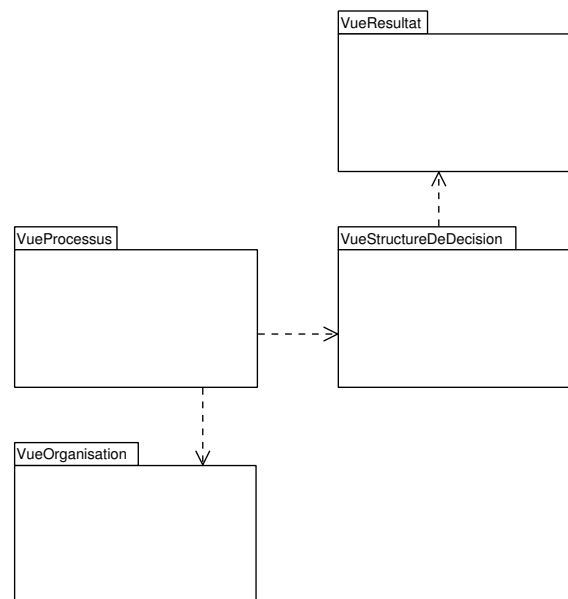 VueResultat
VueProcessus
VueStructureDeDecision
VueOrganisation